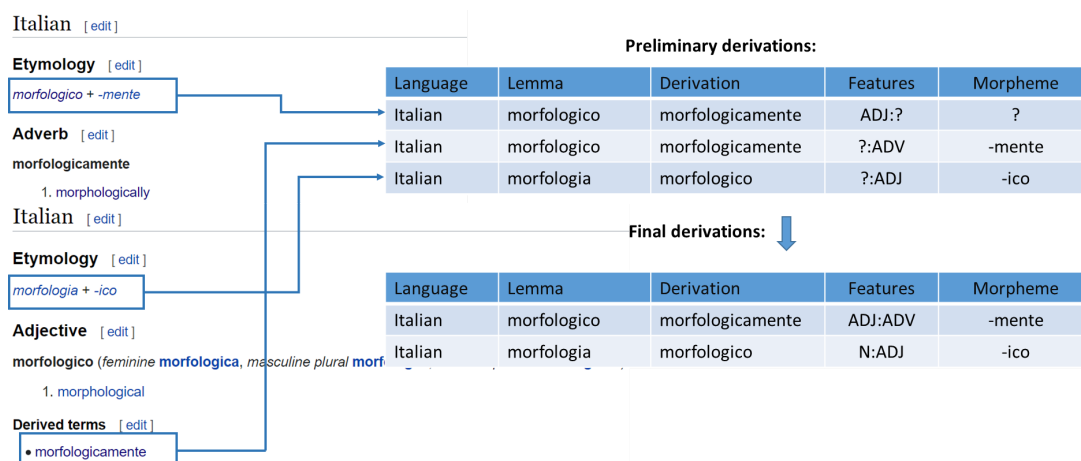 Italian [ edit ]
Etymology [ edit ]
morfologico + -mente
Adverb [ edit ]
morfologicamente
1. morphologically
Italian [ edit ]
Etymology [ edit ]
morfologia + -ico
Adjective [ edit ]
morfologico (feminine morfologica, masculine plural
1. morphological
Derived terms [ edit ]
• morfologicamente
Preliminary derivations:
Language Lemma Derivation Features Morpheme
Italian morfologico morfologicamente ADJ:? ?
Italian morfologico morfologicamente ?:ADV -mente
Italian morfologia morfologico ?:ADJ -ico
Final derivations:
Language Lemma Derivation Features Morpheme
Italian morfologico morfologicamente ADJ:ADV -mente
Italian morfologia morfologico N:ADJ -ico